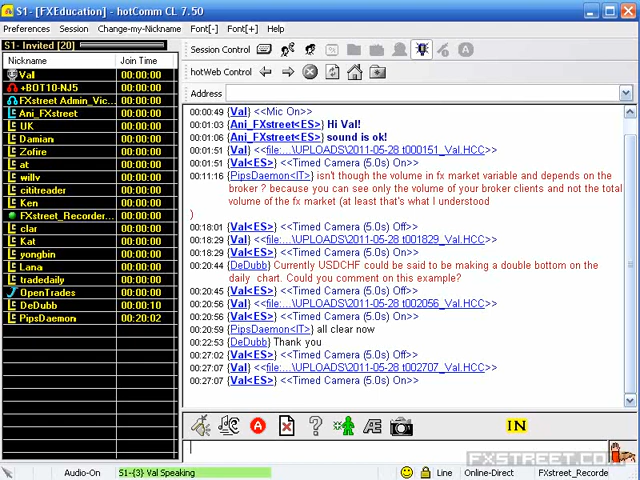 S1- [FXEducation] - hotComm CL 7.50
Preferences Session Change-my-Nickname Font[-] Font[+] Help
S1- Invited [20]
Session Control
Nickname Join Time
Val 00:00:00
+BOT10-NJ5 00:00:00
FXstreet Admin_Vic... 00:00:00
Ani_FXstreet 00:00:00
UK 00:00:00
Damian 00:00:00
Zofire 00:00:00
at 00:00:00
willv 00:00:00
cititreader 00:00:00
Ken 00:00:00
FXstreet_Recorder... 00:00:00
clar 00:00:00
Kat 00:00:00
yongbin 00:00:00
Lana 00:00:00
tradedaily 00:00:00
OpenTrades 00:00:00
DeDubb 00:00:10
PipsDaemon 00:20:02
hotWeb Control
Address
00:00:49 {Val} <<Mic On>>
00:01:03 {Ani_FXstreet<ES>} Hi Val!
00:01:06 {Ani_FXstreet<ES>} sound is ok!
00:01:51 {Val} <<file:...\UPLOADS\2011-05-28 t000151_Val.HCC>>
00:01:51 {Val<ES>} <<Timed Camera (5.0s) On>>
00:11:16 {PipsDaemon<IT>} isn't though the volume in fx market variable and depends on the
broker ? because you can see only the volume of your broker clients and not the total
volume of the fx market (at least that's what I understood
)
00:18:01 {Val<ES>} <<Timed Camera (5.0s) Off>>
00:18:29 {Val<ES>} <<file:...\UPLOADS\2011-05-28 t001829_Val.HCC>>
00:18:29 {Val<ES>} <<Timed Camera (5.0s) On>>
00:20:44 {DeDubb} Currently USDCHF could be said to be making a double bottom on the
daily chart. Could you comment on this example?
00:20:45 {Val<ES>} <<Timed Camera (5.0s) Off>>
00:20:56 {Val<ES>} <<file:...\UPLOADS\2011-05-28 t002056_Val.HCC>>
00:20:56 {Val<ES>} <<Timed Camera (5.0s) On>>
00:20:59 {PipsDaemon<IT>} all clear now
00:22:53 {DeDubb} Thank you
00:27:02 {Val<ES>} <<Timed Camera (5.0s) Off>>
00:27:07 {Val<ES>} <<file:...\UPLOADS\2011-05-28 t002707_Val.HCC>>
00:27:07 {Val<ES>} <<Timed Camera (5.0s) On>>
IN
FXSTREET.COM
Audio-On S1-{3} Val Speaking Line Online-Direct FXstreet_Recorde